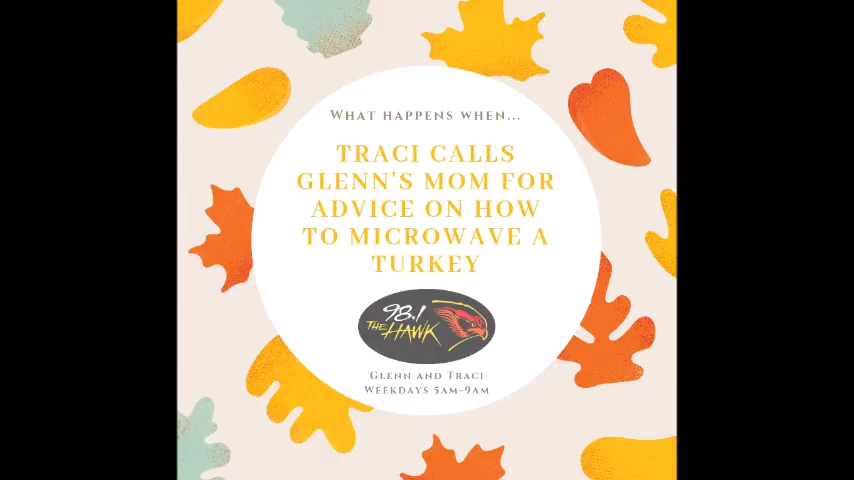 What happens when...
TRACI CALLS
GLENN'S MOM FOR
ADVICE ON HOW
TO MICROWAVE A
TURKEY
98.1
THE HAWK
Glenn and Traci
Weekdays 5am-9am